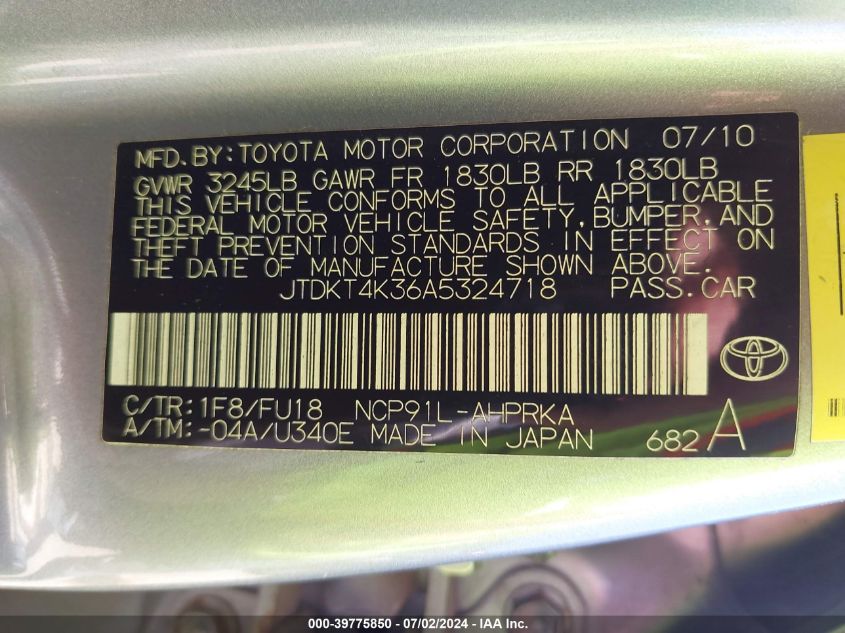 MFD. BY: TOYOTA MOTOR CORPORATION 07/10
GVWR 3245LB GAWR FR 1830LB RR 1830LB
THIS VEHICLE CONFORMS TO ALL APPLICABLE
FEDERAL MOTOR VEHICLE SAFETY, BUMPER, AND
THEFT PREVENTION STANDARDS IN EFFECT ON
THE DATE OF MANUFACTURE SHOWN ABOVE.
JTDKT4K36A5324718 PASS. CAR
C/TR: 1F8/FU18 NCP91L-AHPRKA
A/TM: -04A/U340E MADE IN JAPAN 682 A
000-39775850 / 07/02/2024 - IAA Inc.